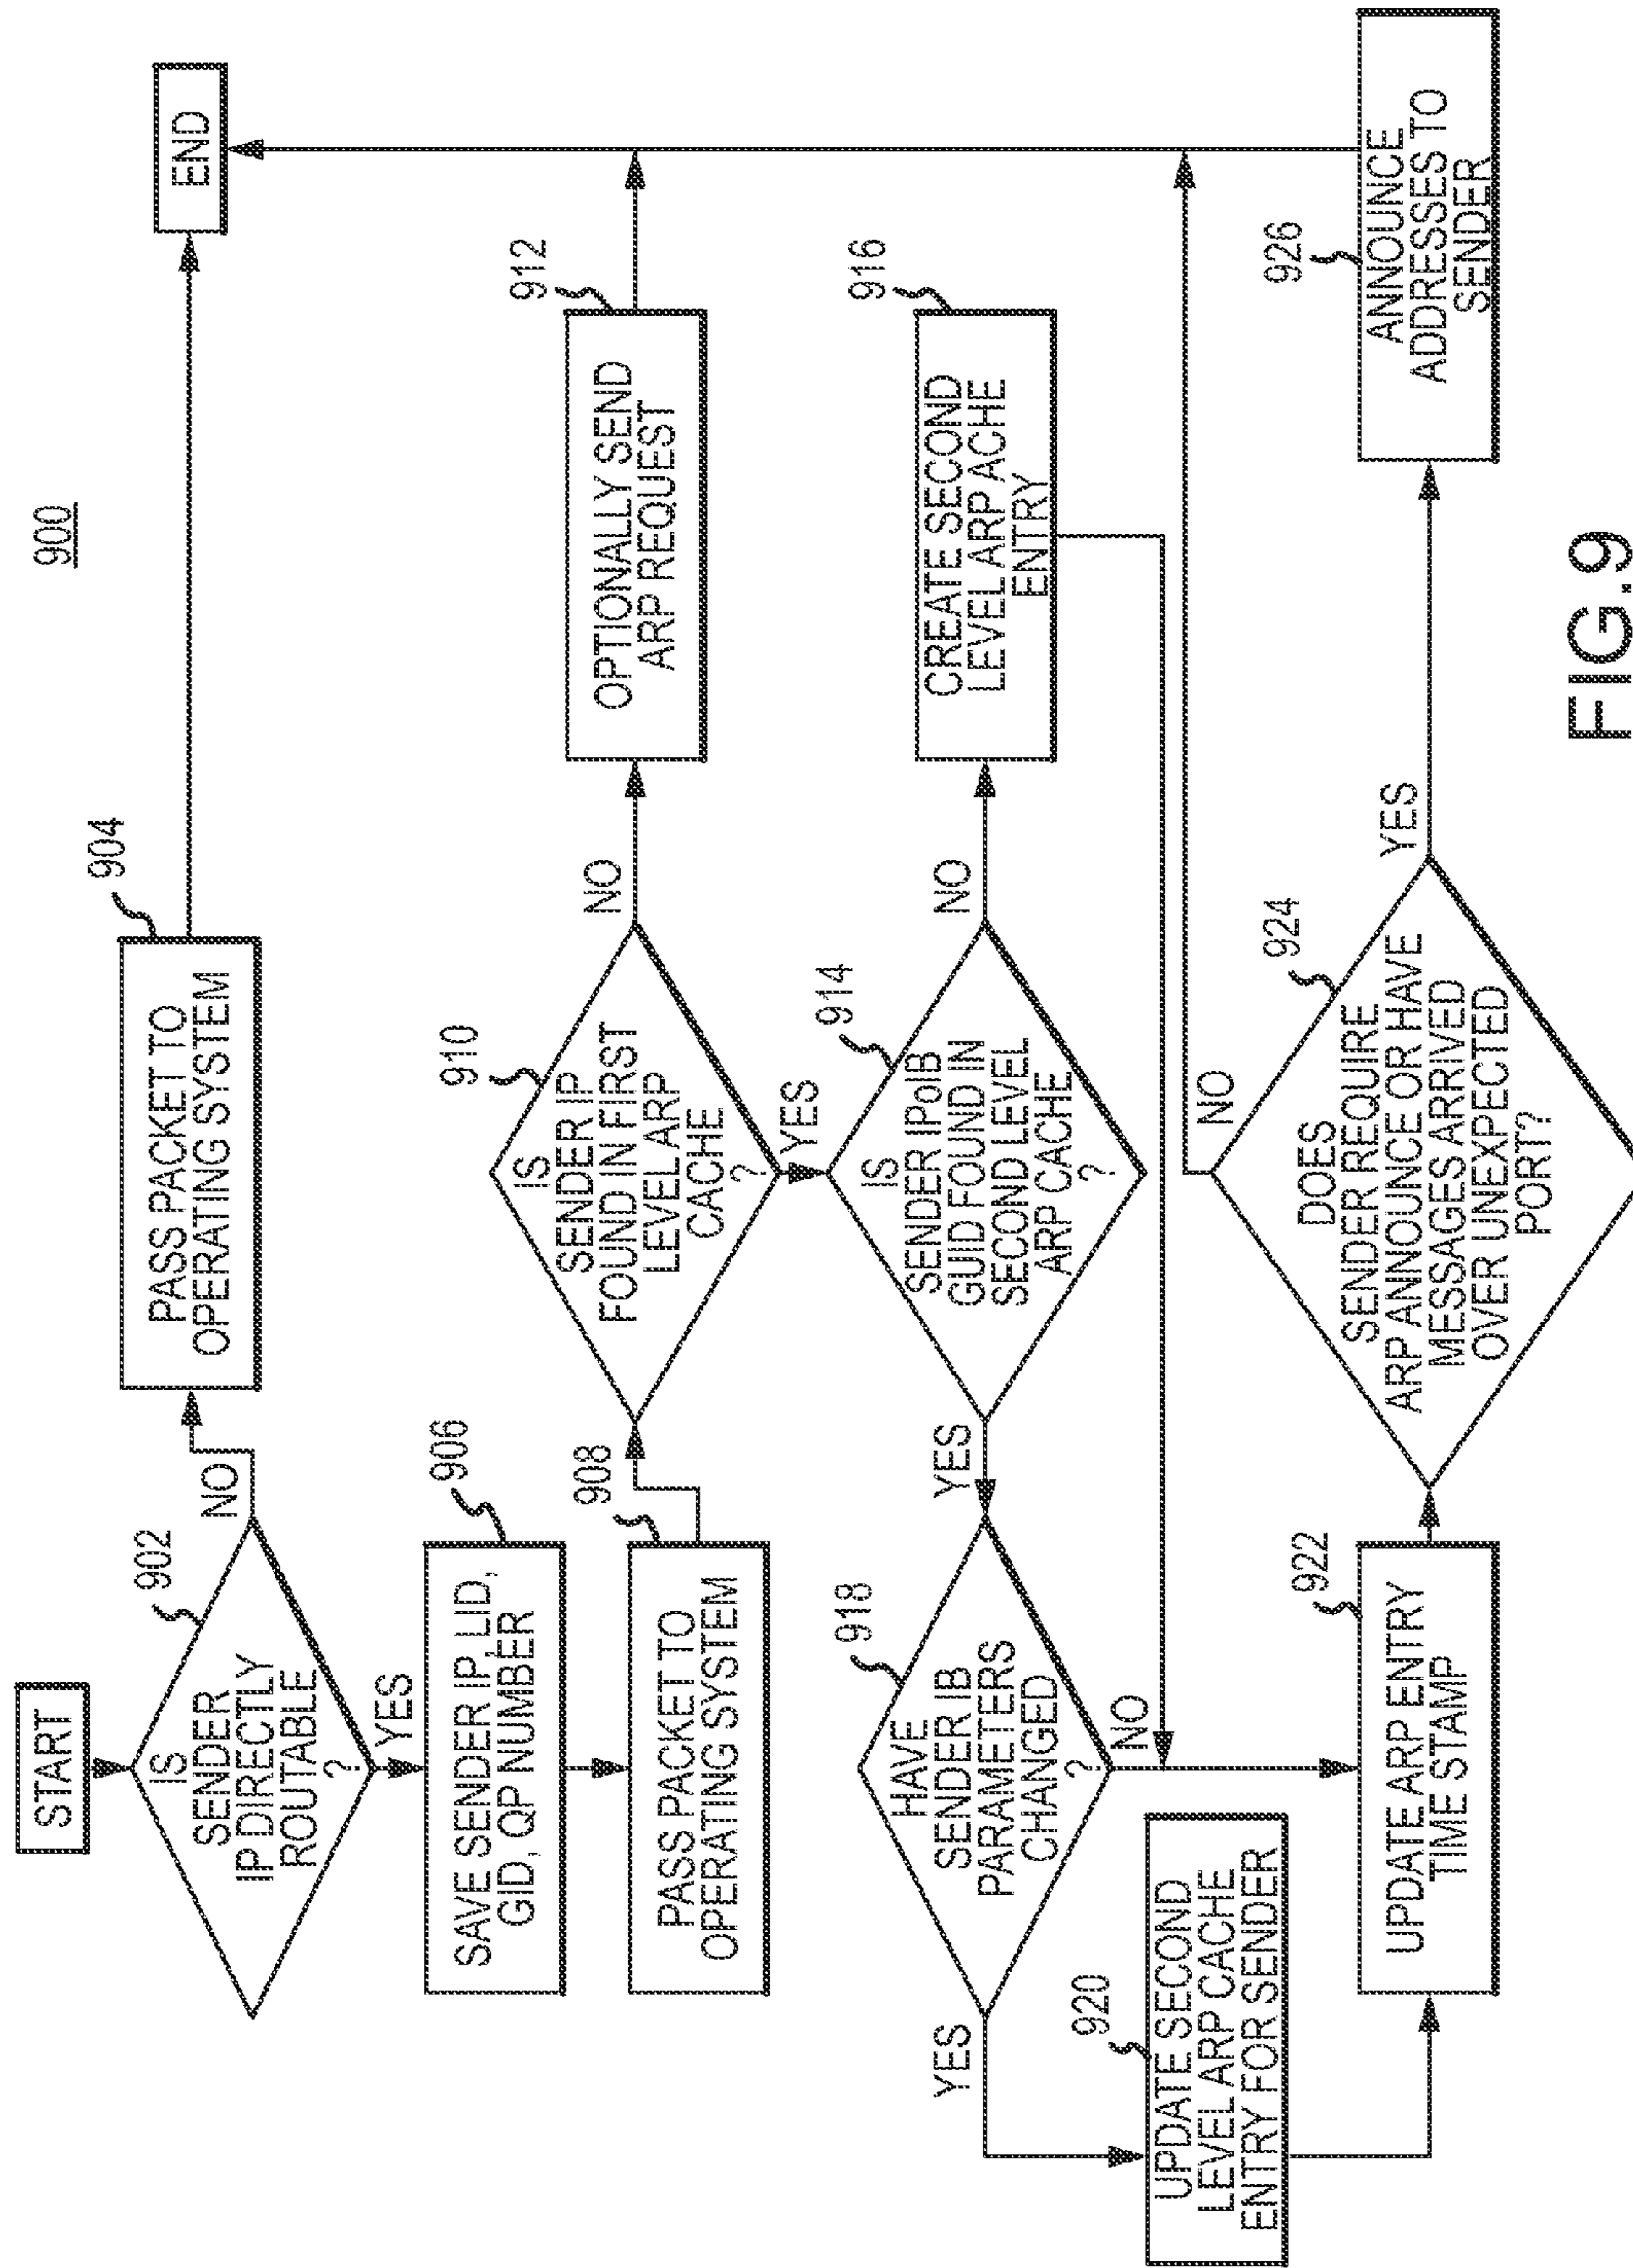 900
START
902
IS
SENDER
IP DIRECTLY
ROUTABLE
?
NO
YES
904
PASS PACKET TO
OPERATING SYSTEM
END
906
SAVE SENDER IP, LID,
GID, QP NUMBER
908
PASS PACKET TO
OPERATING SYSTEM
910
IS
SENDER IP
FOUND IN FIRST
LEVEL ARP
CACHE
?
NO
YES
912
OPTIONALLY SEND
ARP REQUEST
914
IS
SENDER IPoIB
GUID FOUND IN
SECOND LEVEL
ARP CACHE
?
NO
YES
916
CREATE SECOND
LEVEL ARP ACHE
ENTRY
918
HAVE
SENDER IB
PARAMETERS
CHANGED
?
YES
NO
920
UPDATE SECOND
LEVEL ARP CACHE
ENTRY FOR SENDER
922
UPDATE ARP ENTRY
TIME STAMP
924
DOES
SENDER REQUIRE
ARP ANNOUNCE OR HAVE
MESSAGES ARRIVED
OVER UNEXPECTED
PORT?
NO
YES
926
ANNOUNCE
ADDRESSES TO
SENDER
FIG.9